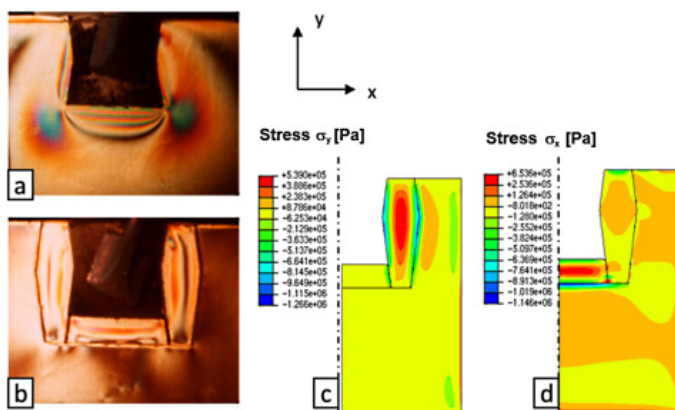 y
x
a
b
Stress σy [Pa]
+5.390e+05
+3.886e+05
+2.383e+05
+8.786e+04
-6.253e+04
-2.129e+05
-3.633e+05
-5.137e+05
-6.641e+05
-8.145e+05
-9.649e+05
-1.115e+06
-1.266e+06
c
Stress σx [Pa]
+6.536e+05
+2.536e+05
+1.264e+05
-8.018e+02
-1.280e+05
-2.552e+05
-3.824e+05
-5.097e+05
-6.369e+05
-7.641e+05
-8.913e+05
-1.019e+06
-1.146e+06
d